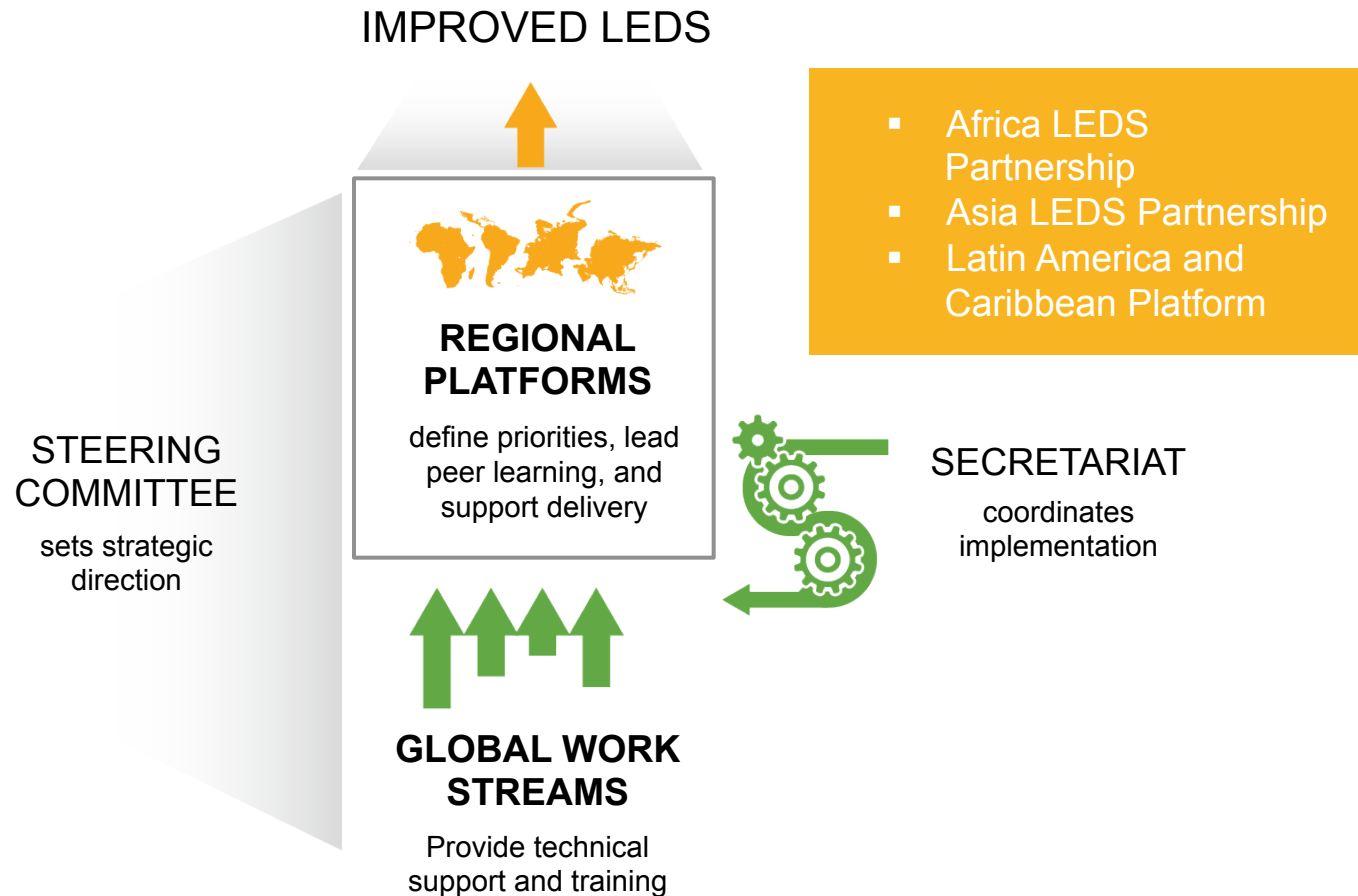 IMPROVED LEDS
▪ Africa LEDS
Partnership
▪ Asia LEDS Partnership
▪ Latin America and
Caribbean Platform
REGIONAL
PLATFORMS
define priorities, lead
peer learning, and
support delivery
STEERING
COMMITTEE
sets strategic
direction
SECRETARIAT
coordinates
implementation
GLOBAL WORK
STREAMS
Provide technical
support and training